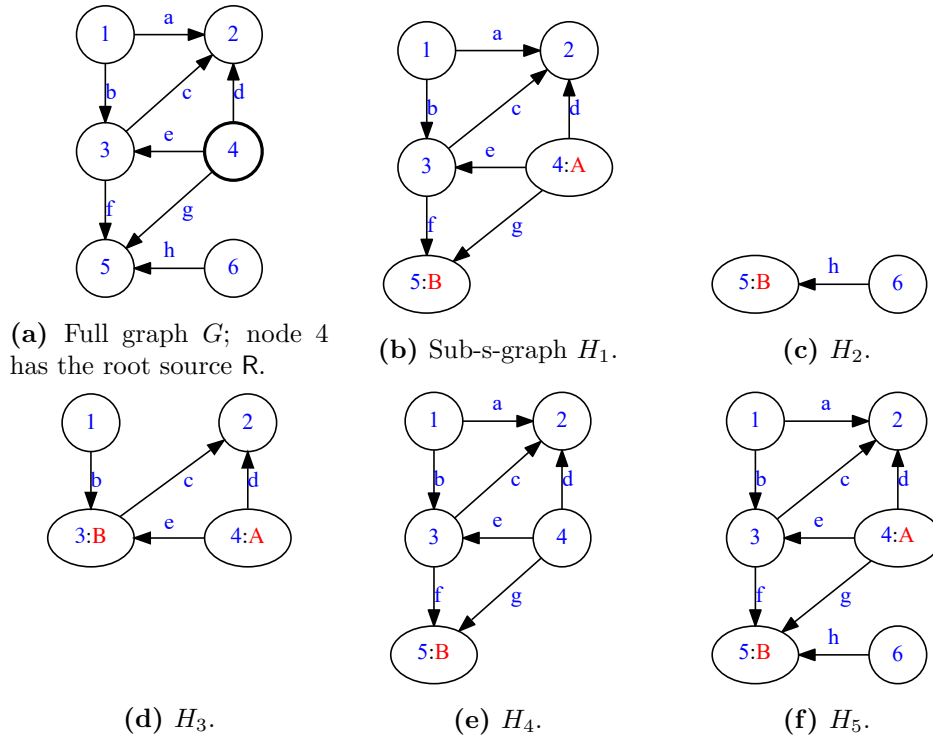 1
a
2
b
c
d
3
e
4
f
g
5
h
6
(a) Full graph G; node 4
has the root source R.
1
a
2
b
c
d
3
e
4:A
f
g
5:B
(b) Sub-s-graph H₁.
5:B
h
6
(c) H₂.
1
2
b
c
d
3:B
e
4:A
(d) H₃.
1
a
2
b
c
d
3
e
4
f
g
5:B
(e) H₄.
1
a
2
b
c
d
3
e
4:A
f
g
5:B
h
6
(f) H₅.